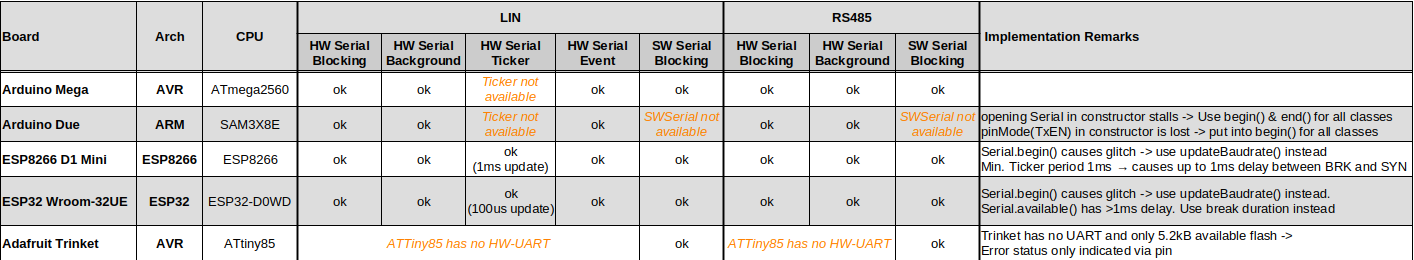 Board Arch CPU LIN RS485 Implementation Remarks
HW Serial Blocking HW Serial Background HW Serial Ticker HW Serial Event SW Serial Blocking HW Serial Blocking HW Serial Background SW Serial Blocking
Arduino Mega AVR ATmega2560 ok ok Ticker not available ok ok ok ok ok
Arduino Due ARM SAM3X8E ok ok Ticker not available ok SWSerial not available ok ok SWSerial not available opening Serial in constructor stalls -> Use begin() & end() for all classes
pinMode(TxEN) in constructor is lost -> put into begin() for all classes
ESP8266 D1 Mini ESP8266 ESP8266 ok ok ok (1ms update) ok ok ok ok ok Serial.begin() causes glitch -> use updateBaudrate() instead
Min. Ticker period 1ms → causes up to 1ms delay between BRK and SYN
ESP32 Wroom-32UE ESP32 ESP32-D0WD ok ok ok (100us update) ok ok ok ok ok Serial.begin() causes glitch -> use updateBaudrate() instead.
Serial.available() has >1ms delay. Use break duration instead
Adafruit Trinket AVR ATtiny85 ATTiny85 has no HW-UART ok ATTiny85 has no HW-UART ok Trinket has no UART and only 5.2kB available flash ->
Error status only indicated via pin